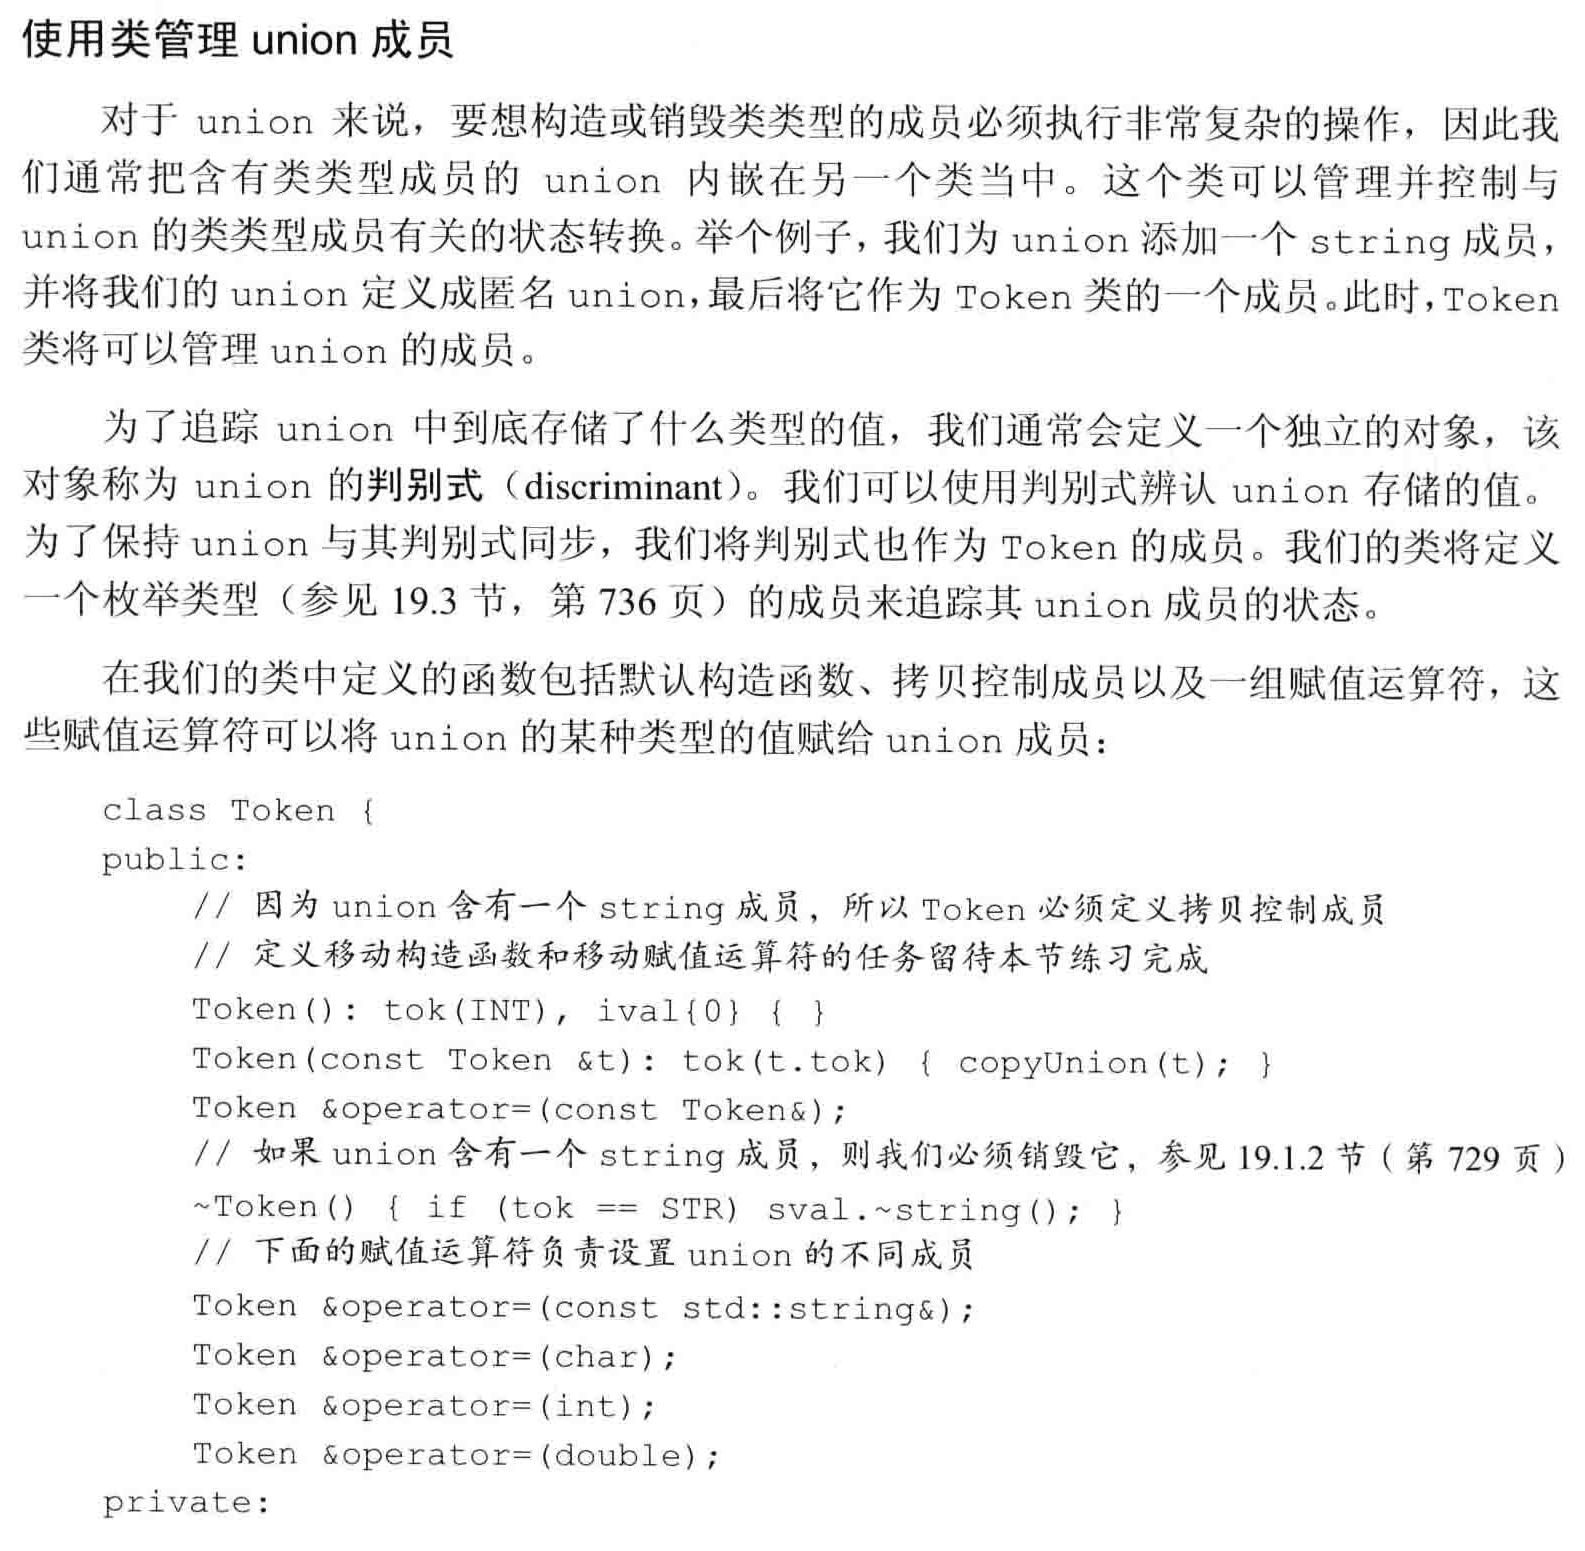 使用类管理 union 成员
对于 union 来说，要想构造或销毁类类型的成员必须执行非常复杂的操作，因此我
们通常把含有类类型成员的 union 内嵌在另一个类当中。这个类可以管理并控制与
union 的类类型成员有关的状态转换。举个例子，我们为 union 添加一个 string 成员，
并将我们的 union 定义成匿名 union，最后将它作为 Token 类的一个成员。此时，Token
类将可以管理 union 的成员。
为了追踪 union 中到底存储了什么类型的值，我们通常会定义一个独立的对象，该
对象称为 union 的判别式（discriminant）。我们可以使用判别式辨认 union 存储的值。
为了保持 union 与其判别式同步，我们将判别式也作为 Token 的成员。我们的类将定义
一个枚举类型（参见 19.3 节，第 736 页）的成员来追踪其 union 成员的状态。
在我们的类中定义的函数包括默认构造函数、拷贝控制成员以及一组赋值运算符，这
些赋值运算符可以将 union 的某种类型的值赋给 union 成员：
class Token {
public:
// 因为 union 含有一个 string 成员，所以 Token 必须定义拷贝控制成员
// 定义移动构造函数和移动赋值运算符的任务留待本节练习完成
Token(): tok(INT), ival{0} { }
Token(const Token &t): tok(t.tok) { copyUnion(t); }
Token &operator=(const Token&);
// 如果 union 含有一个 string 成员，则我们必须销毁它，参见 19.1.2 节（第 729 页）
~Token() { if (tok == STR) sval.~string(); }
// 下面的赋值运算符负责设置 union 的不同成员
Token &operator=(const std::string&);
Token &operator=(char);
Token &operator=(int);
Token &operator=(double);
private: